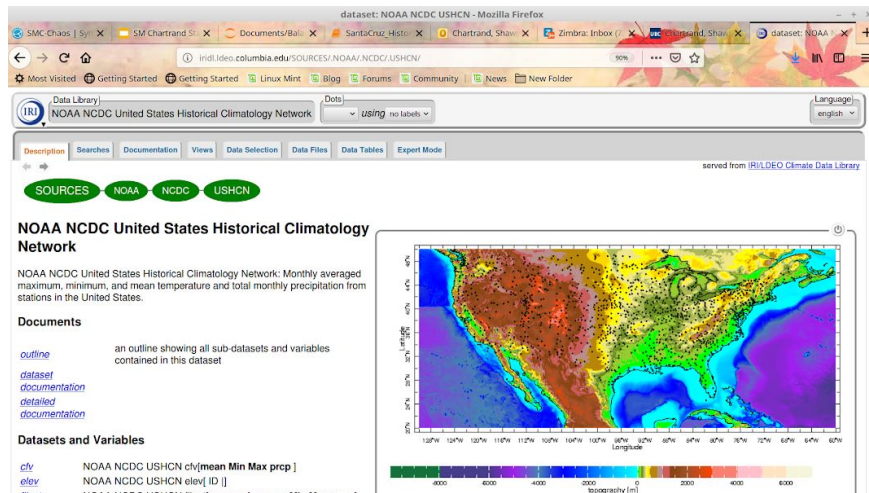 dataset: NOAA NCDC USHCN - Mozilla Firefox
SMC-Chaos | Sy
SM Chartrand St
Documents/Bala
SantaCruz_Histor
Chartrand, Shaw
Zimbra: Inbox (7
Chartrand, Shaw
dataset: NOAA N
iridl.ldeo.columbia.edu/SOURCES/.NOAA/.NCDC/.USHCN/
90%
Most Visited Getting Started Getting Started Linux Mint Blog Forums Community News New Folder
IRI
Data Library
NOAA NCDC United States Historical Climatology Network
Dots
using no labels
Language
english
Description Searches Documentation Views Data Selection Data Files Data Tables Expert Mode
served from IRI/LDEO Climate Data Library
SOURCES NOAA NCDC USHCN
NOAA NCDC United States Historical Climatology
Network
NOAA NCDC United States Historical Climatology Network: Monthly averaged
maximum, minimum, and mean temperature and total monthly precipitation from
stations in the United States.
Documents
outline an outline showing all sub-datasets and variables
contained in this dataset
dataset
documentation
detailed
documentation
Datasets and Variables
cfv NOAA NCDC USHCN cfv[mean Min Max prcp ]
elev NOAA NCDC USHCN elev[ ID |]
Latitude
128°W 124°W 120°W 116°W 112°W 108°W 104°W 100°W 96°W 92°W 88°W 84°W 80°W 76°W 72°W 68°W 64°W 60°W
Longitude
-8000 -6000 -4000 -2000 0 200 2000 4000 6000
topography [m]